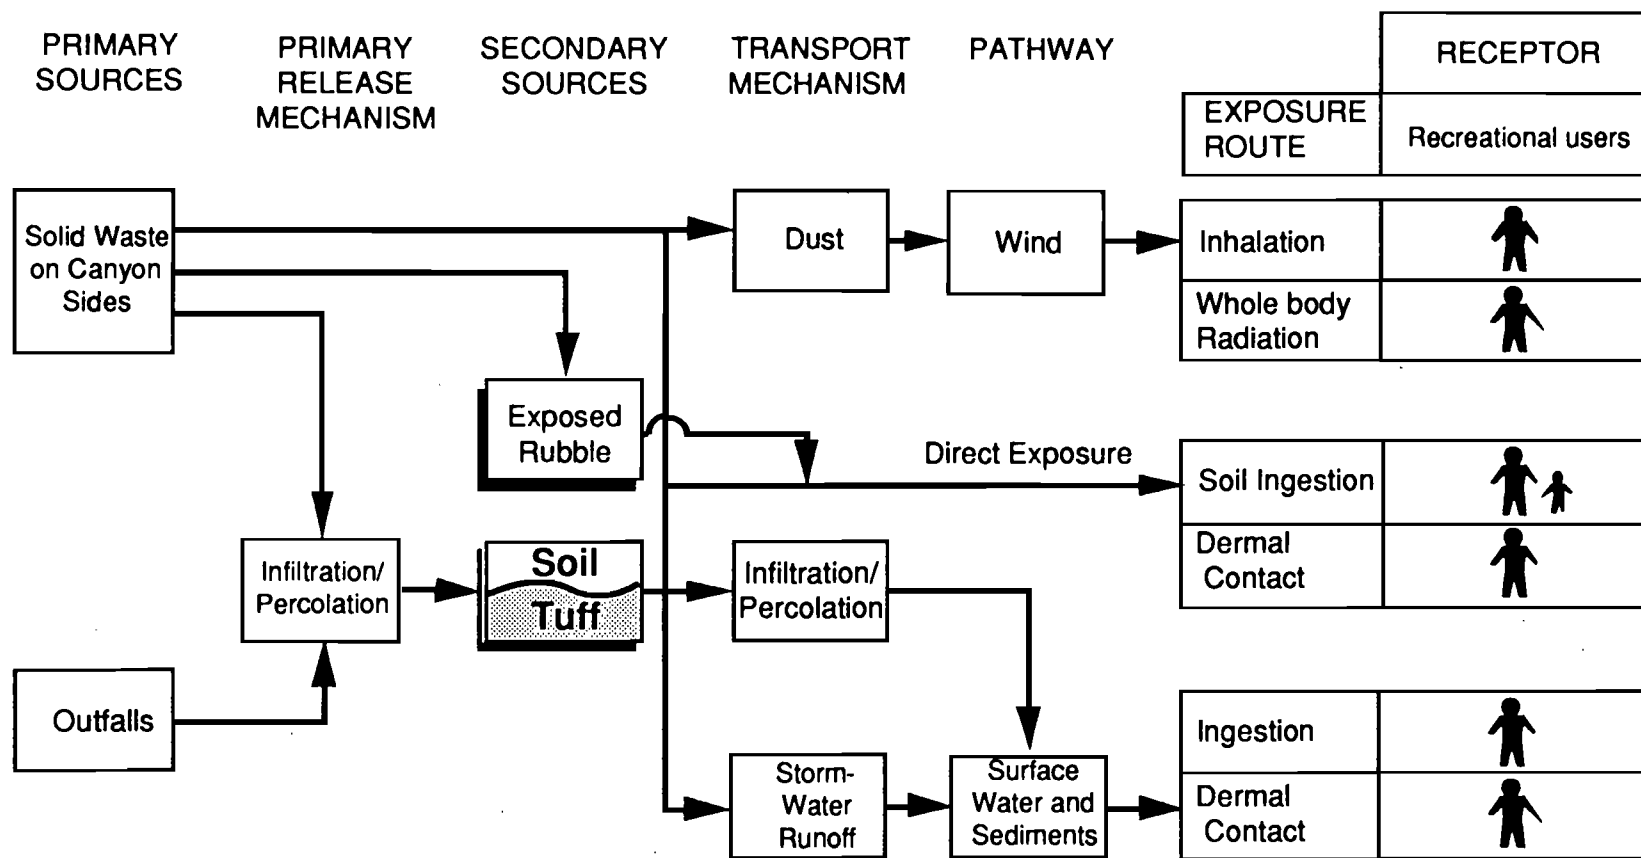 PRIMARY
SOURCES
PRIMARY
RELEASE
MECHANISM
SECONDARY
SOURCES
TRANSPORT
MECHANISM
PATHWAY
RECEPTOR
EXPOSURE
ROUTE
Recreational users
Solid Waste
on Canyon
Sides
Dust
Wind
Inhalation
Whole body
Radiation
Exposed
Rubble
Direct Exposure
Soil Ingestion
Dermal
Contact
Infiltration/
Percolation
Soil
Tuff
Infiltration/
Percolation
Outfalls
Storm-
Water
Runoff
Surface
Water and
Sediments
Ingestion
Dermal
Contact